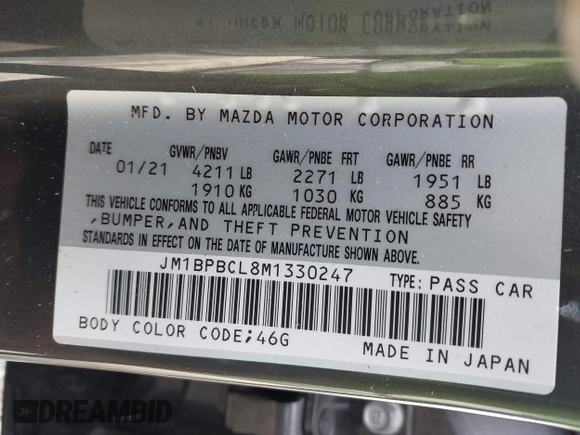 MFD. BY MAZDA MOTOR CORPORATION
DATE GVWR/PNBV GAWR/PNBE FRT GAWR/PNBE RR
01/21 4211 LB 2271 LB 1951 LB
1910 KG 1030 KG 885 KG
THIS VEHICLE CONFORMS TO ALL APPLICABLE FEDERAL MOTOR VEHICLE SAFETY
,BUMPER,AND THEFT PREVENTION
STANDARDS IN EFFECT ON THE DATE OF MANUFACTURE SHOWN ABOVE.
JM1BPBCL8M1330247 TYPE: PASS CAR
BODY COLOR CODE;46G
MADE IN JAPAN
DREAMBID